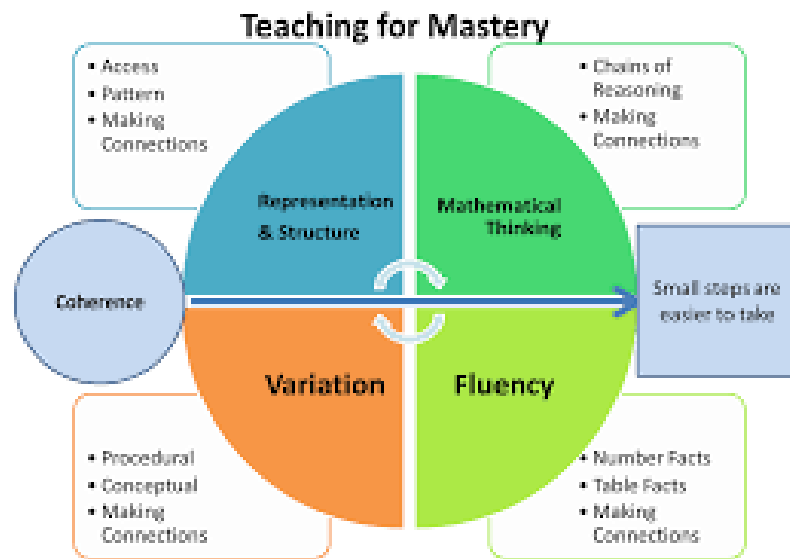 Teaching for Mastery
• Access
• Pattern
• Making
Connections
• Chains of
Reasoning
• Making
Connections
Representation
& Structure
Mathematical
Thinking
Coherence
Small steps are
easier to take
Variation
Fluency
• Procedural
• Conceptual
• Making
Connections
• Number Facts
• Table Facts
• Making
Connections